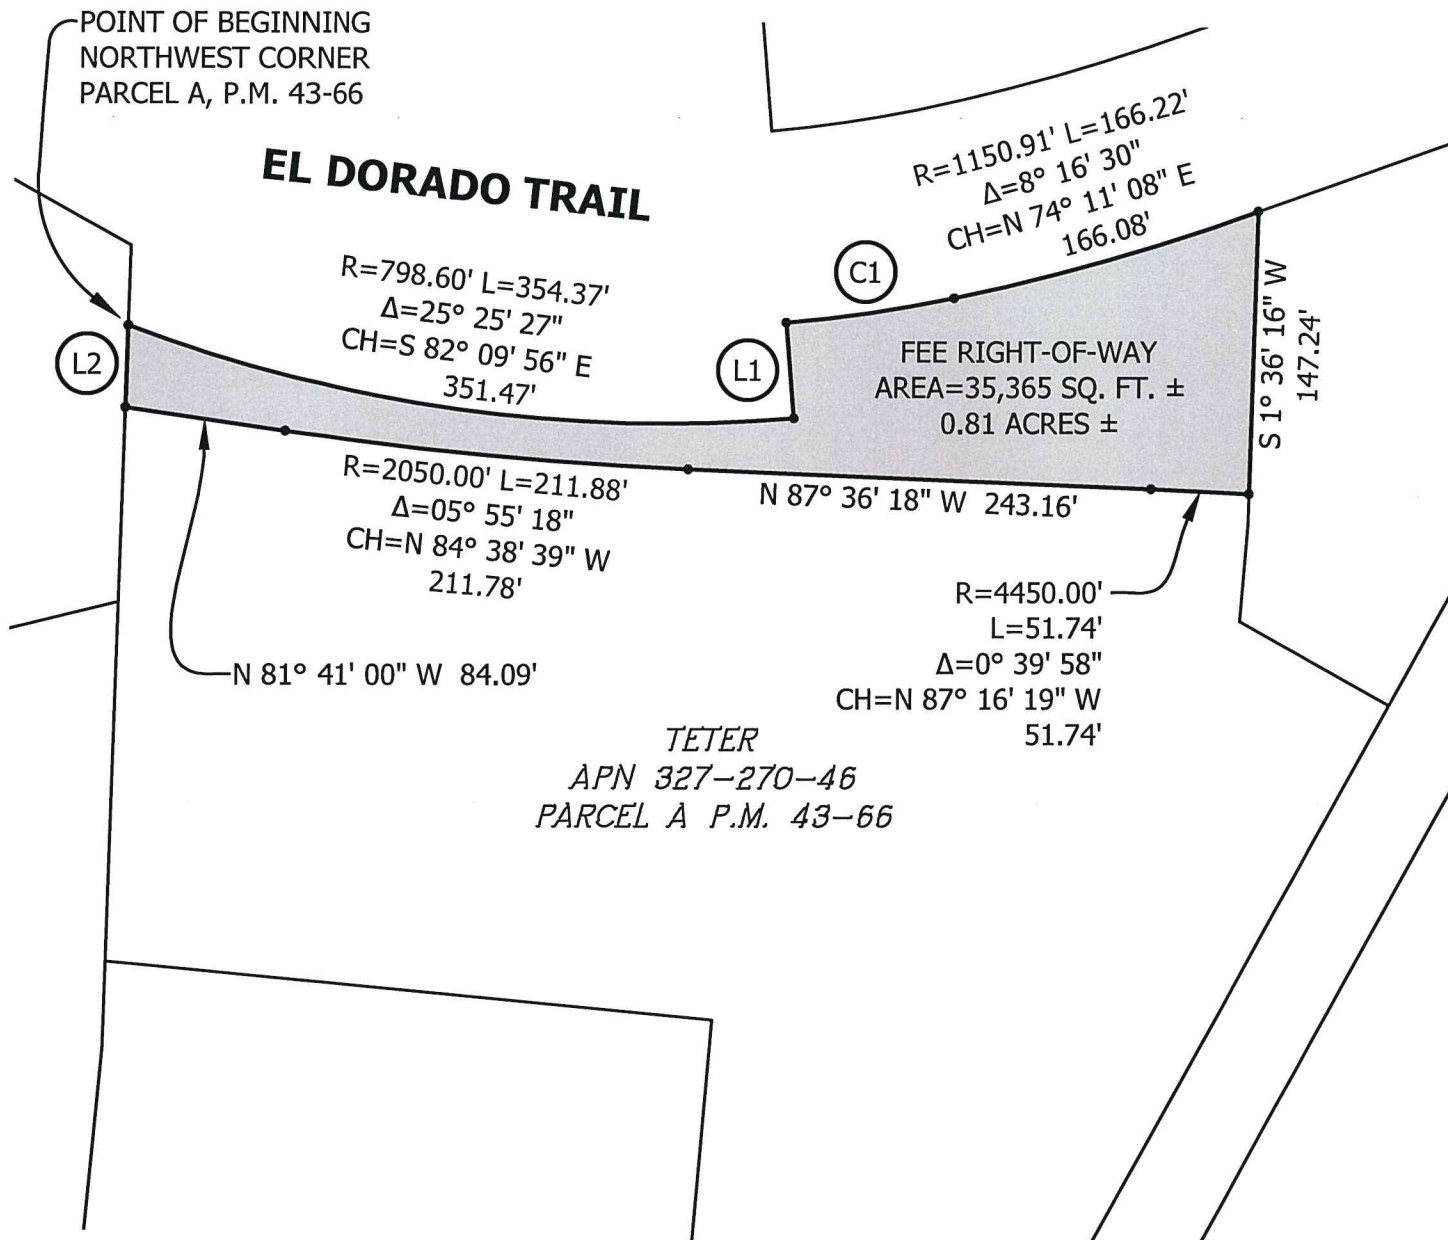 POINT OF BEGINNING
NORTHWEST CORNER
PARCEL A, P.M. 43-66
EL DORADO TRAIL
R=1150.91' L=166.22'
Δ=8° 16' 30"
CH=N 74° 11' 08" E
166.08'
R=798.60' L=354.37'
Δ=25° 25' 27"
CH=S 82° 09' 56" E
351.47'
C1
L2
L1
FEE RIGHT-OF-WAY
AREA=35,365 SQ. FT. ±
0.81 ACRES ±
S 1° 36' 16" W
147.24'
R=2050.00' L=211.88'
Δ=05° 55' 18"
CH=N 84° 38' 39" W
211.78'
N 87° 36' 18" W 243.16'
R=4450.00'
L=51.74'
Δ=0° 39' 58"
CH=N 87° 16' 19" W
51.74'
N 81° 41' 00" W 84.09'
TETER
APN 327-270-46
PARCEL A P.M. 43-66